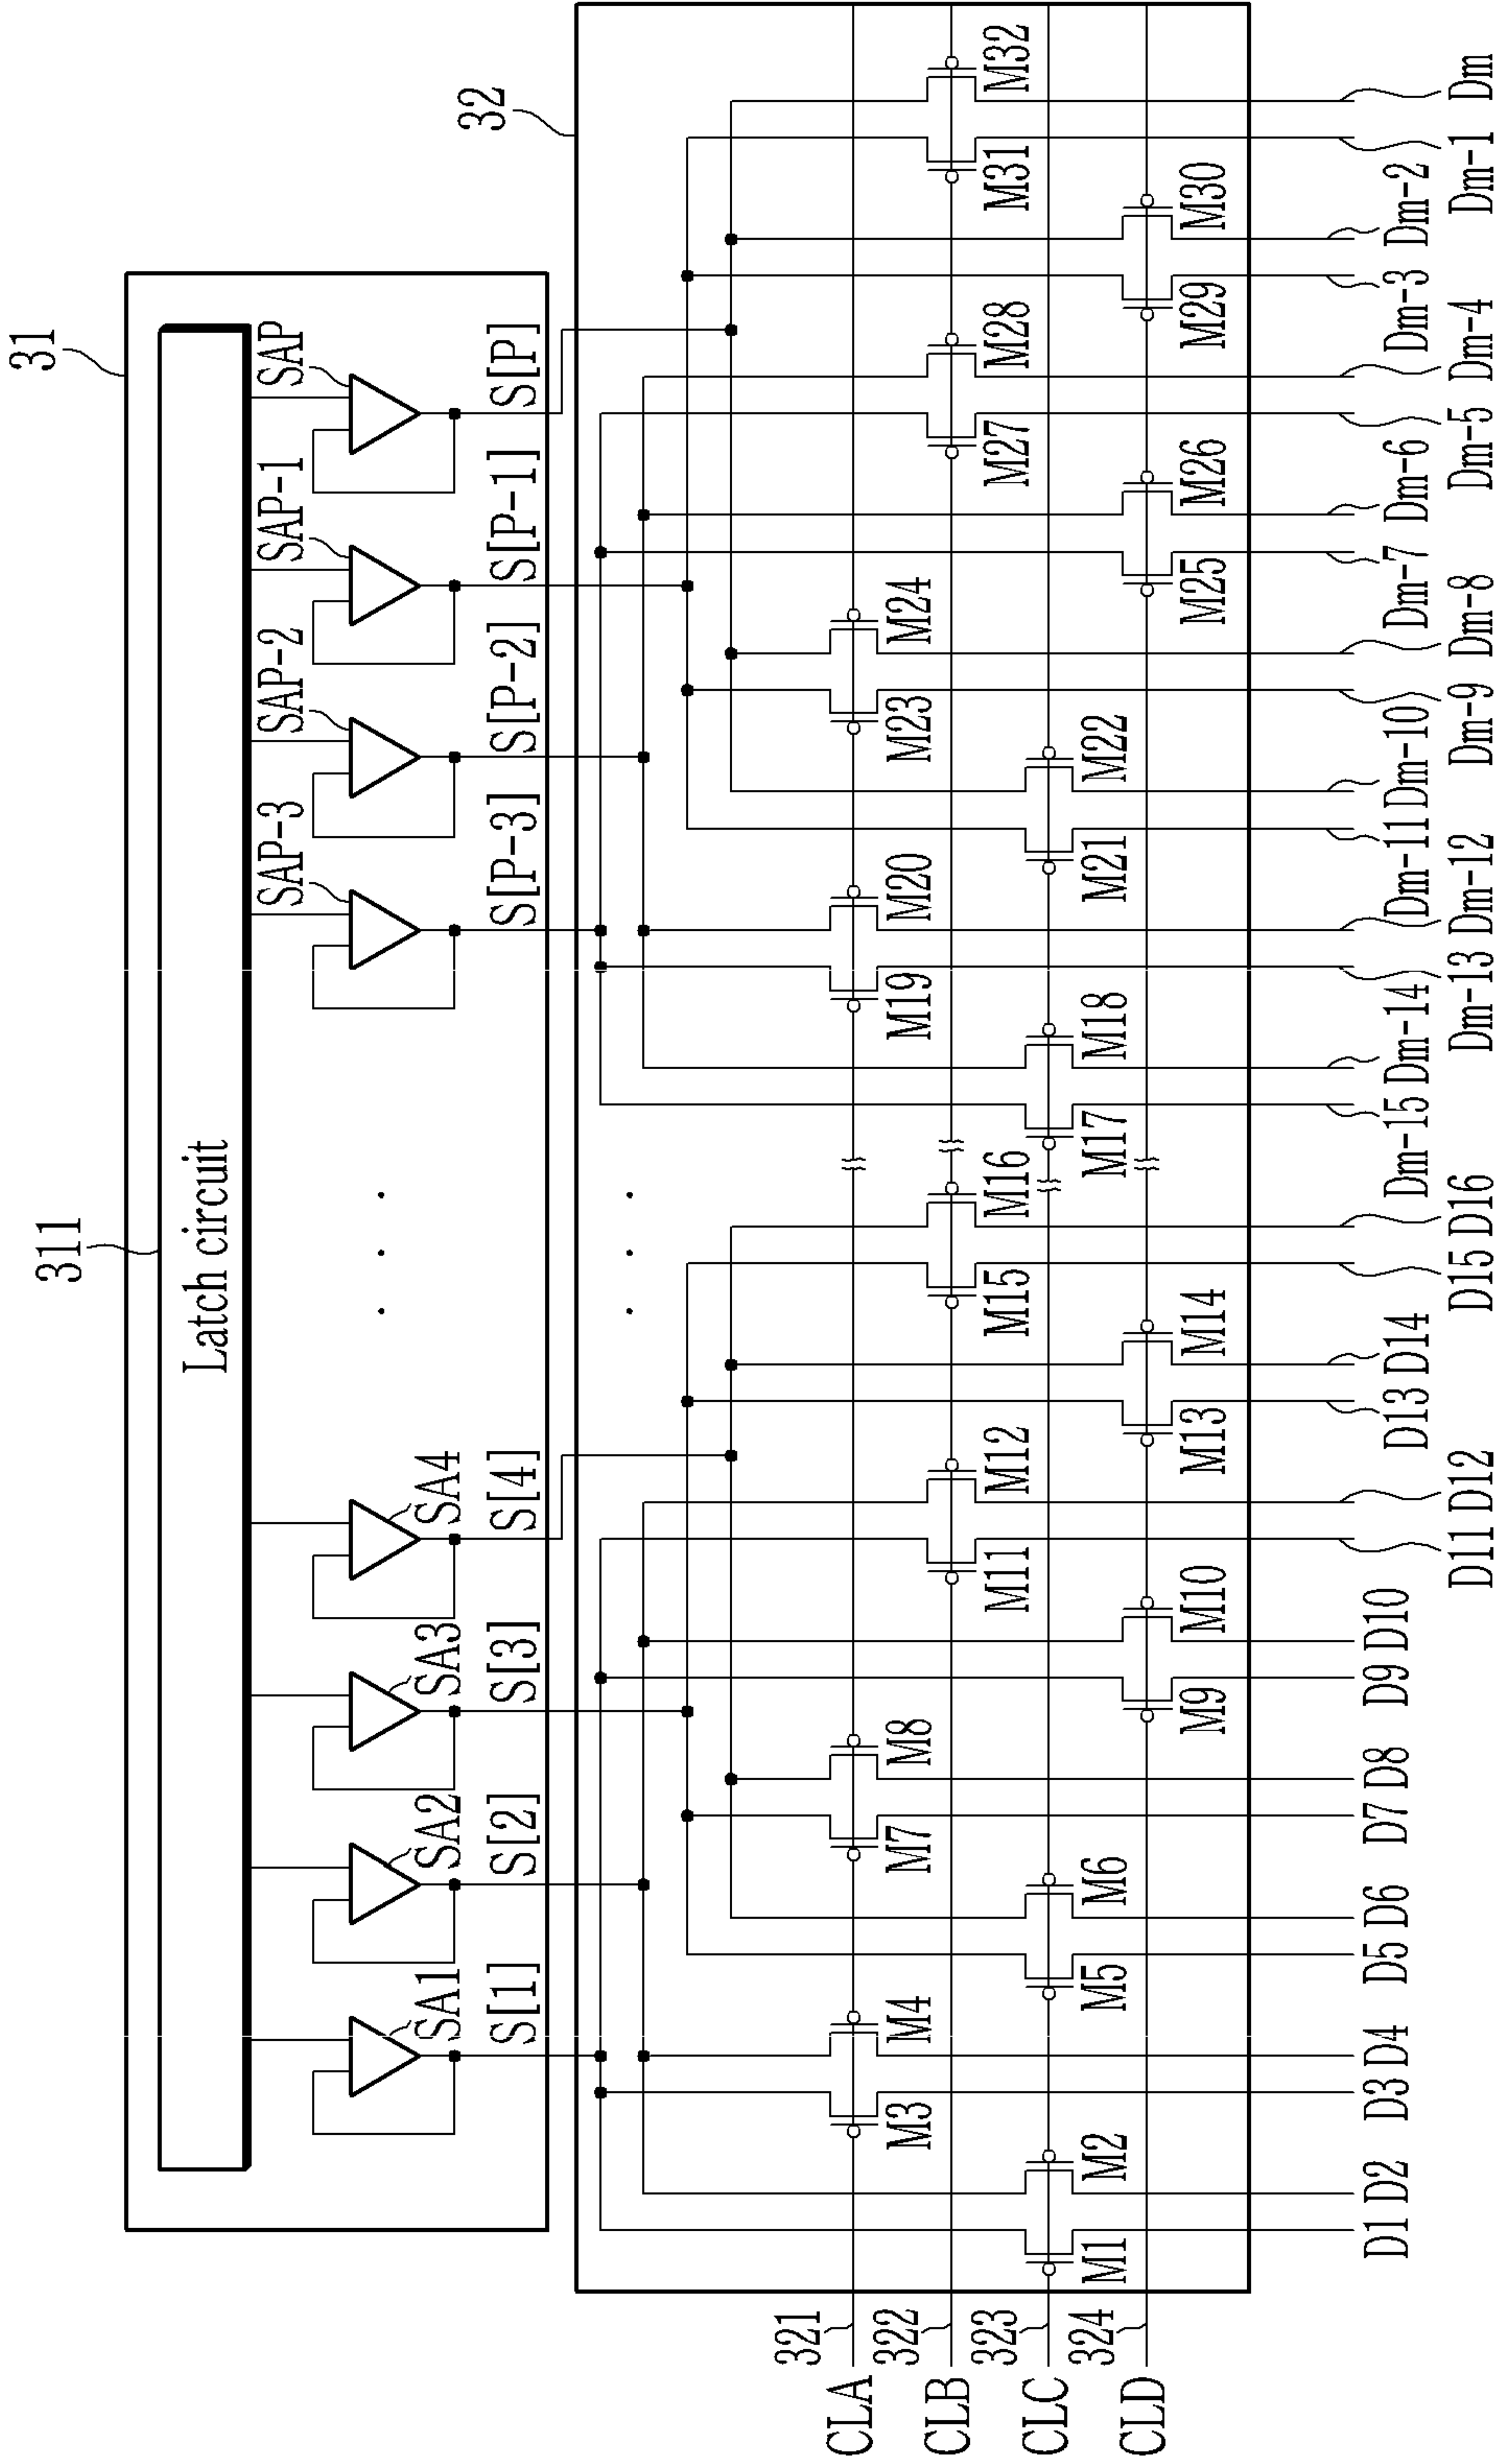 31
311
Latch circuit
SA1
SA2
SA3
SA4
SAP-3
SAP-2
SAP-1
SAP
S[1]
S[2]
S[3]
S[4]
S[P-3]
S[P-2]
S[P-1]
S[P]
32
CLA
321
M3
M4
M7
M8
M19
M20
M23
M24
CLB
322
M11
M12
M15
M16
M27
M28
M31
M32
CLC
323
M1
M2
M5
M6
M17
M18
M21
M22
CLD
324
M9
M10
M13
M14
M25
M26
M29
M30
D1
D2
D3
D4
D5
D6
D7
D8
D9
D10
D11
D12
D13
D14
D15
D16
Dm-15
Dm-14
Dm-13
Dm-12
Dm-11
Dm-10
Dm-9
Dm-8
Dm-7
Dm-6
Dm-5
Dm-4
Dm-3
Dm-2
Dm-1
Dm